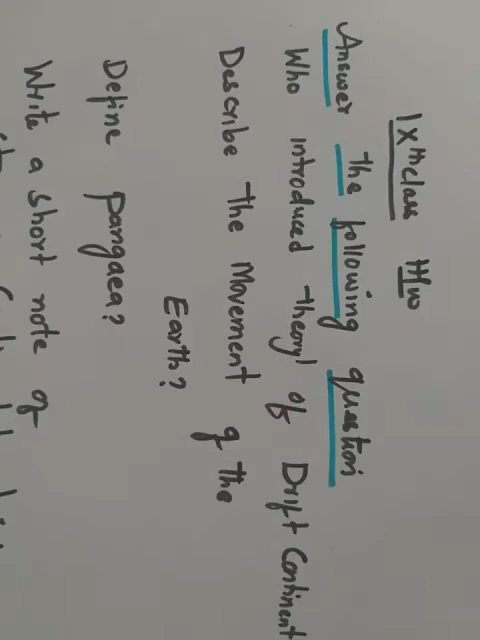 IXth class HW
Answer the following question
Who introduced theory of Drift Continent
Describe the Movement of the
Earth?
Define pangaea?
Write a short note of